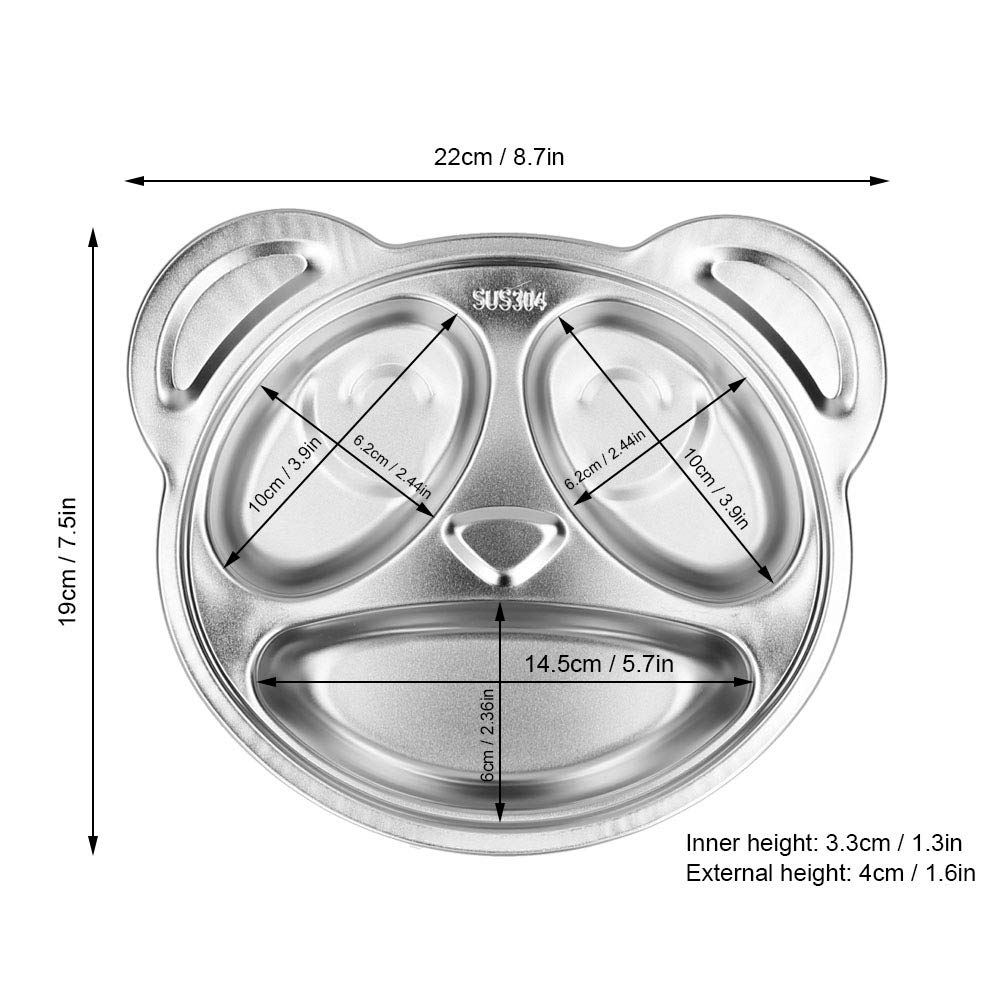 22cm / 8.7in
SUS304
10cm / 3.9in
6.2cm / 2.44in
6.2cm / 2.44in
10cm / 3.9in
19cm / 7.5in
14.5cm / 5.7in
6cm / 2.36in
Inner height: 3.3cm / 1.3in
External height: 4cm / 1.6in